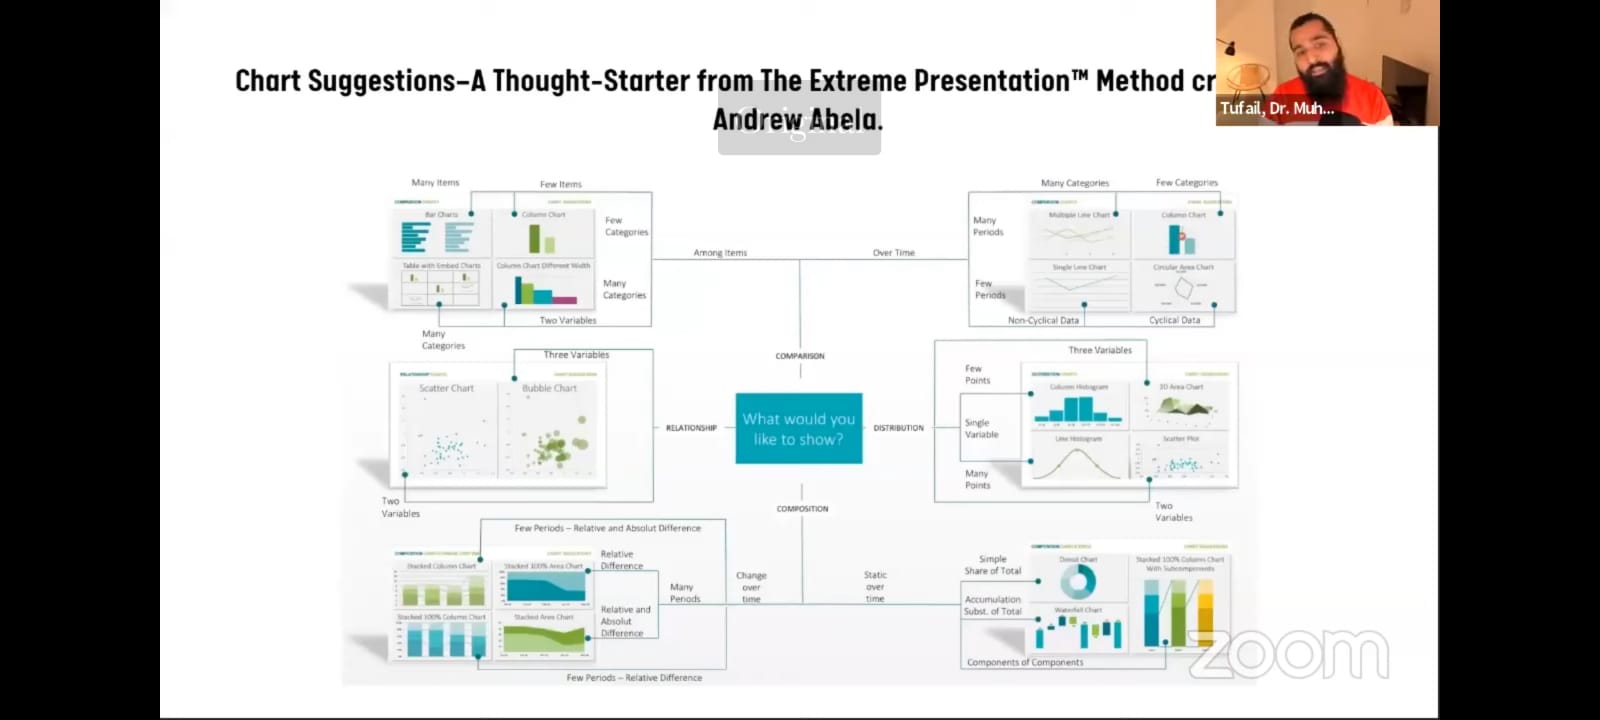 Chart Suggestions–A Thought-Starter from The Extreme Presentation™ Method cr
Andrew Abela.
Original
Tufail, Dr. Muh...
Many Items
Few Items
Bar Charts
Column Chart
Few
Categories
Table with Embed Charts
Column Chart Different Width
Many
Categories
Two Variables
Many
Categories
Among Items
Over Time
Many Categories
Few Categories
Many
Periods
Multiple Line Chart
Column Chart
Few
Periods
Single Line Chart
Circular Area Chart
Non-Cyclical Data
Cyclical Data
COMPARISON
Three Variables
Scatter Chart
Bubble Chart
Two
Variables
RELATIONSHIP
What would you
like to show?
DISTRIBUTION
Three Variables
Few
Points
Column Histogram
3D Area Chart
Single
Variable
Line Histogram
Scatter Plot
Many
Points
Two
Variables
COMPOSITION
Few Periods – Relative and Absolut Difference
Stacked Column Chart
Stacked 100% Area Chart
Relative
Difference
Many
Periods
Change
over
time
Stacked 100% Column Chart
Stacked Area Chart
Relative and
Absolut
Difference
Few Periods – Relative Difference
Static
over
time
Simple
Share of Total
Donut Chart
Stacked 100% Column Chart
With Subcomponents
Accumulation
Subst. of Total
Waterfall Chart
Components of Components
zoom